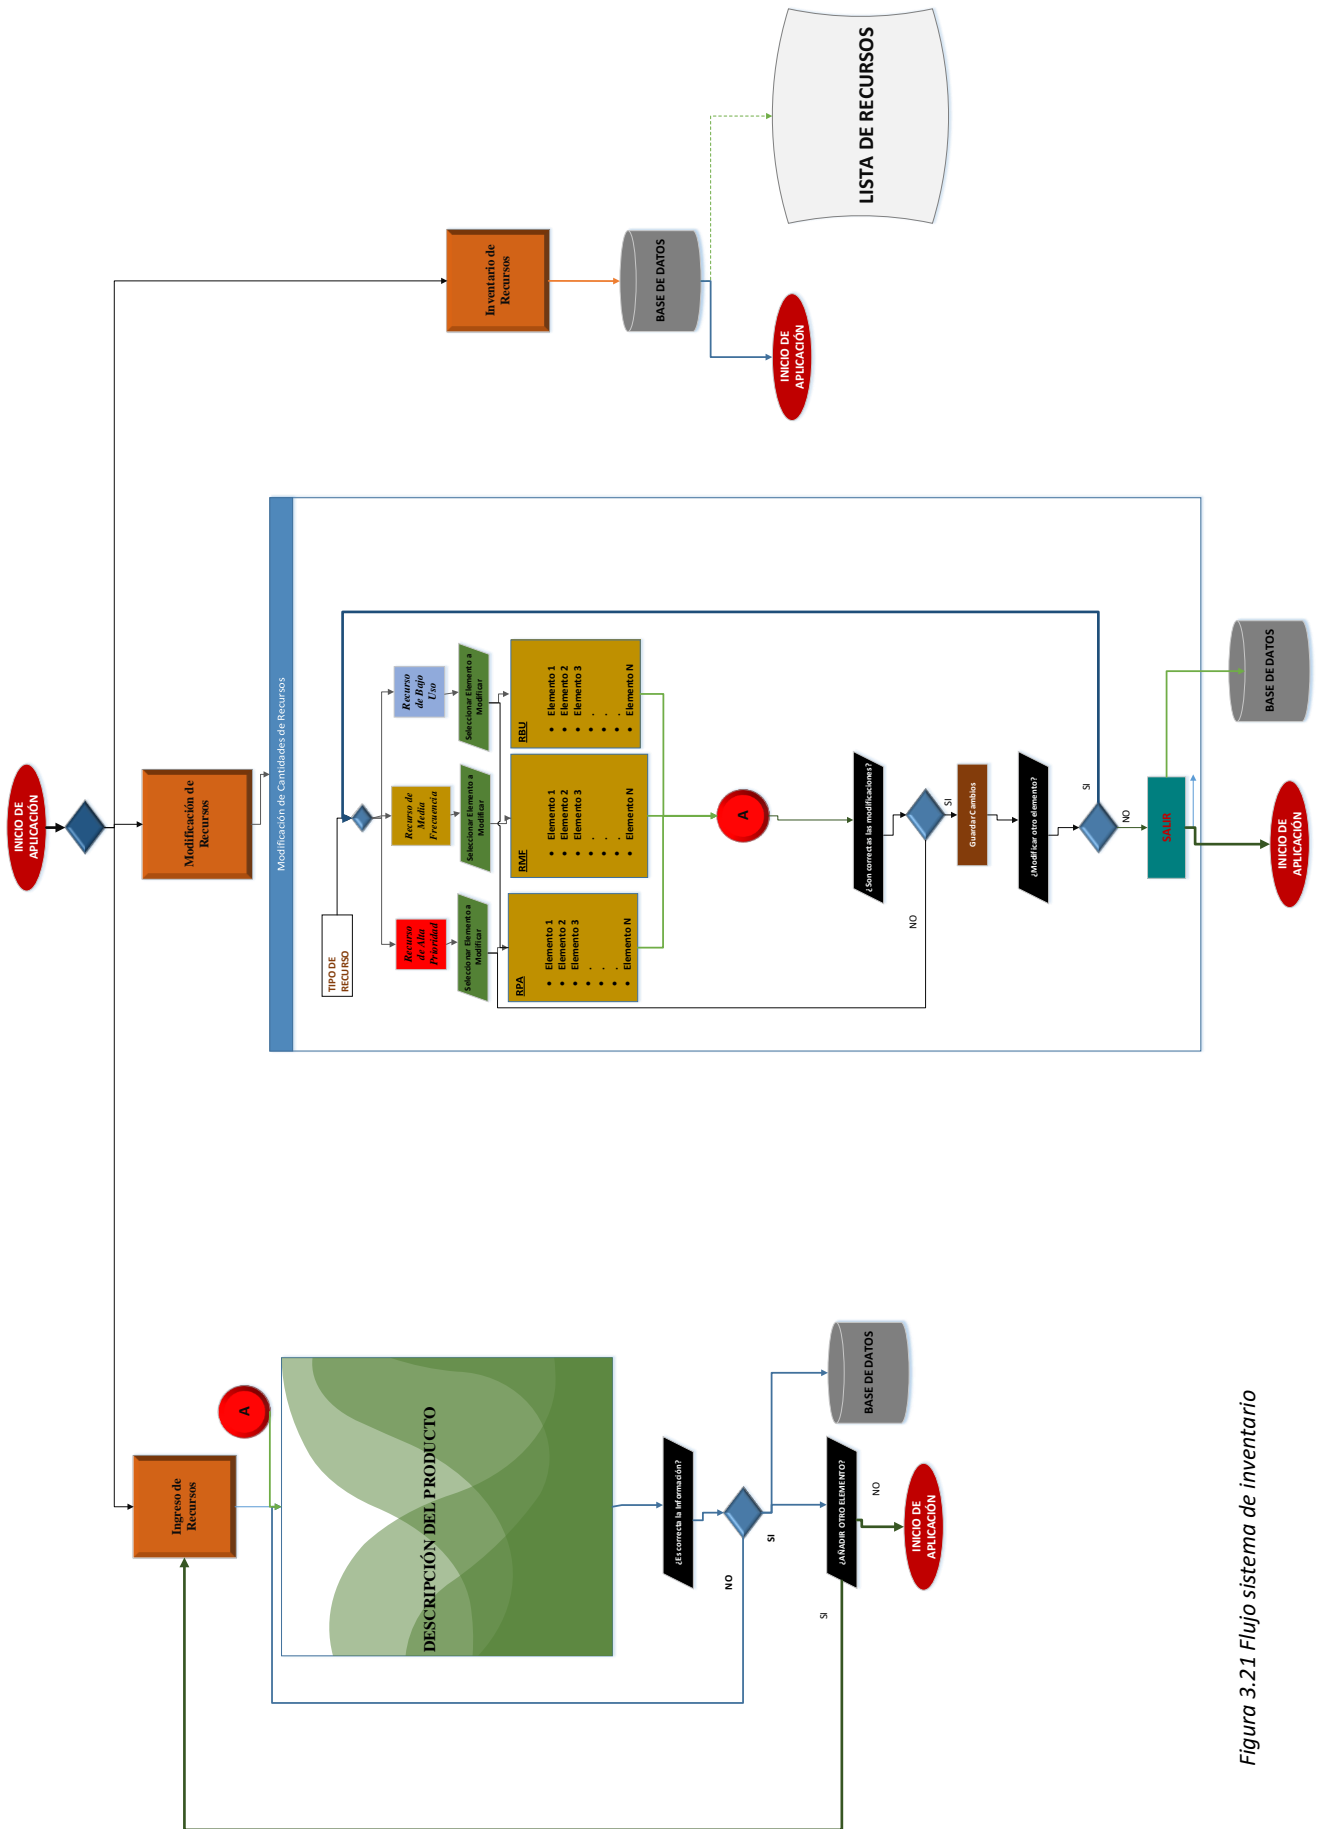 INICIO DE
APLICACIÓN
Ingreso de
Recursos
A
DESCRIPCIÓN DEL PRODUCTO
¿Es correcta la Información?
NO
SI
BASE DE DATOS
¿AÑADIR OTRO ELEMENTO?
SI
NO
INICIO DE
APLICACIÓN
Modificación de
Recursos
Modificación de Cantidades de Recursos
TIPO DE
RECURSO
Recurso
de Alta
Prioridad
Recurso de
Media
Frecuencia
Recurso
de Bajo
Uso
Seleccionar Elemento a
Modificar
Seleccionar Elemento a
Modificar
Seleccionar Elemento a
Modificar
RPA
• Elemento 1
• Elemento 2
• Elemento 3
• .
• .
• .
• Elemento N
RMF
• Elemento 1
• Elemento 2
• Elemento 3
• .
• .
• .
• Elemento N
RBU
• Elemento 1
• Elemento 2
• Elemento 3
• .
• .
• .
• Elemento N
A
¿Son correctas las modificaciones?
NO
SI
Guardar Cambios
¿Modificar otro elemento?
SI
NO
SALIR
BASE DE DATOS
INICIO DE
APLICACIÓN
Inventario de
Recursos
BASE DE DATOS
INICIO DE
APLICACIÓN
LISTA DE RECURSOS
Figura 3.21 Flujo sistema de inventario